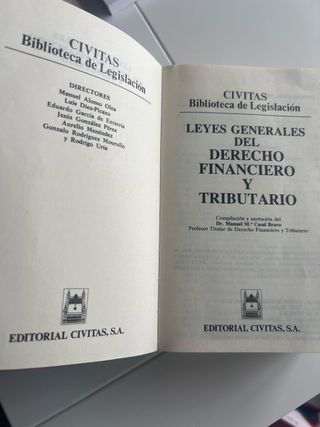 CIVITAS
Biblioteca de Legislación
DIRECTORES
Manuel Alonso Olea
Luis Díez-Picazo
Eduardo García de Enterría
Jesús González Pérez
Aurelio Menéndez
Gonzalo Rodríguez Mourullo
y Rodrigo Uría
EDITORIAL CIVITAS, S.A.
CIVITAS
Biblioteca de Legislación
LEYES GENERALES
DEL
DERECHO
FINANCIERO
Y
TRIBUTARIO
Compilación y anotación del
Dr. Manuel M.ª Casal Bravo
Profesor Titular de Derecho Financiero y Tributario
EDITORIAL CIVITAS, S.A.